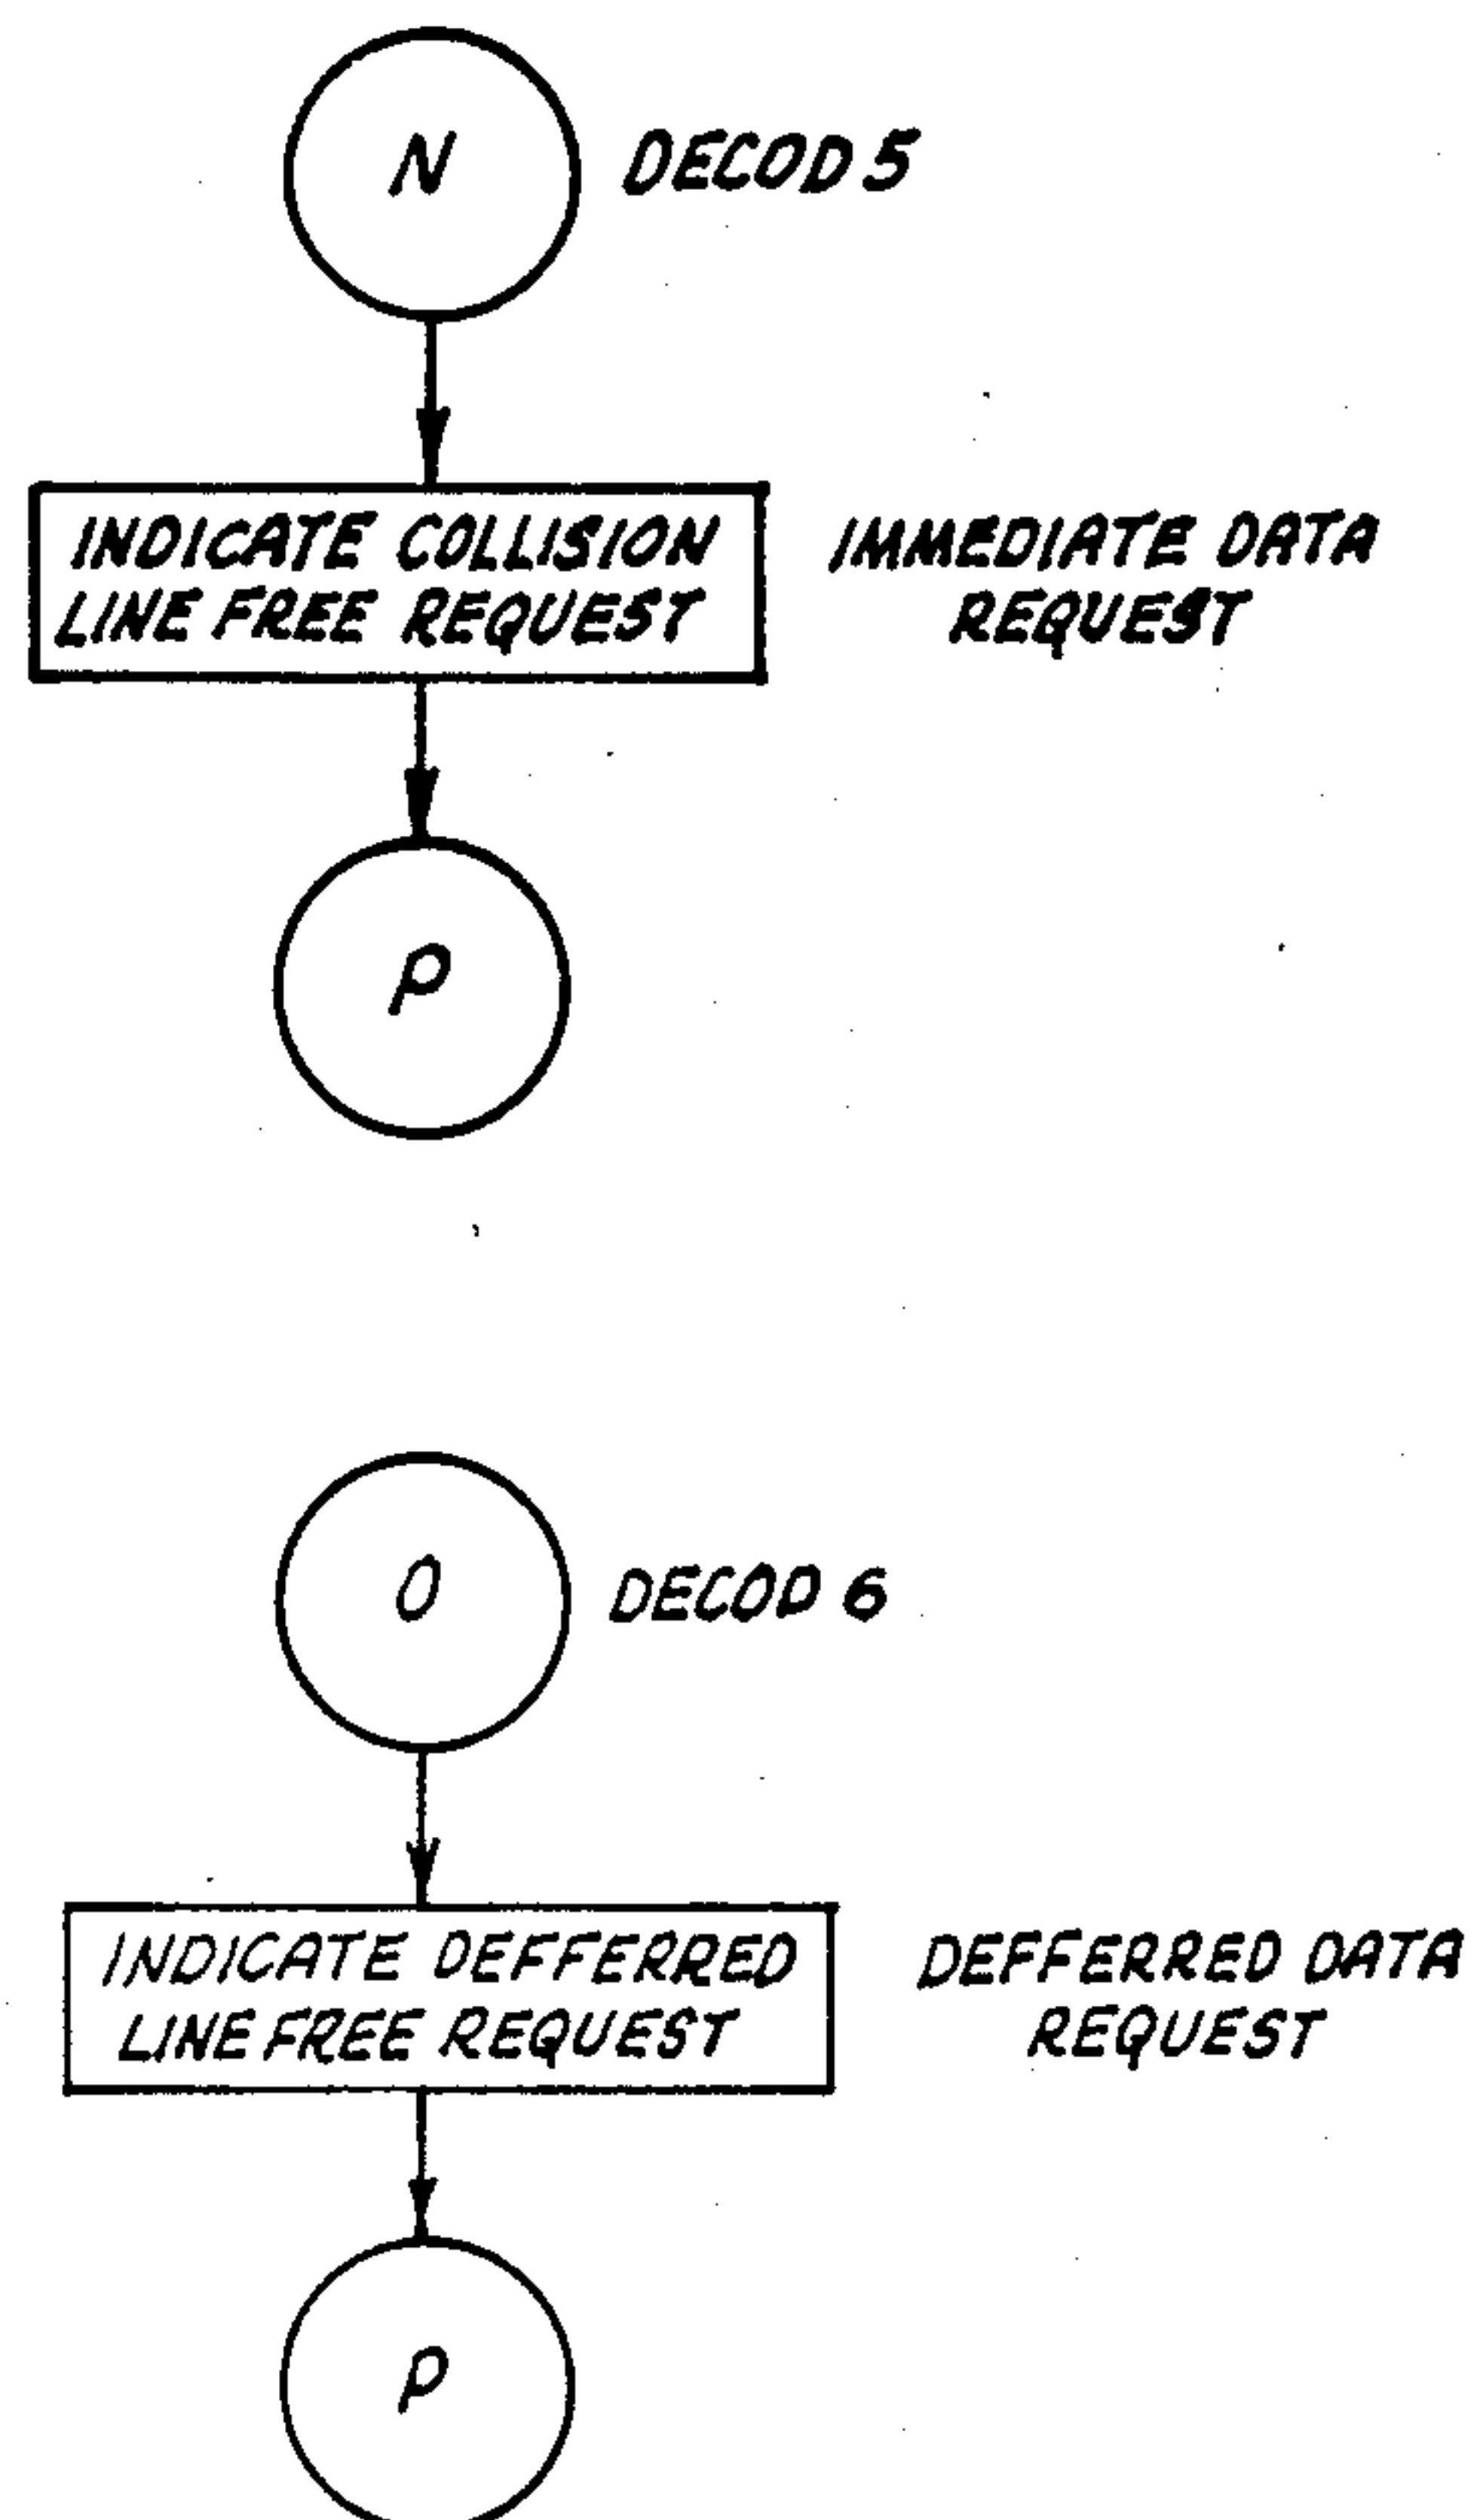 N DECOD 5
INDICATE COLLISION
LINE FREE REQUEST
IMMEDIATE DATA
REQUEST
P
O DECOD 6
INDICATE DEFFERRED
LINE FREE REQUEST
DEFFERRED DATA
REQUEST
P